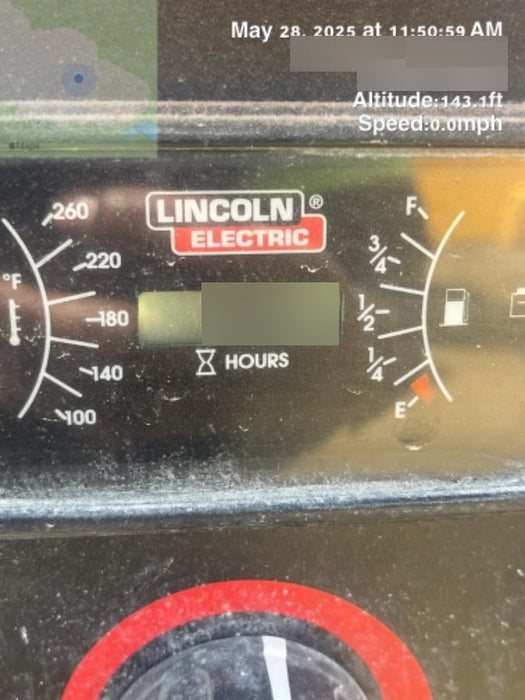 May 28, 2025 at 11:50:59 AM
Altitude:143.1ft
Speed:0.0mph
Maps
LINCOLN®
ELECTRIC
°F
260
220
180
140
100
HOURS
F
3/4
1/2
1/4
E